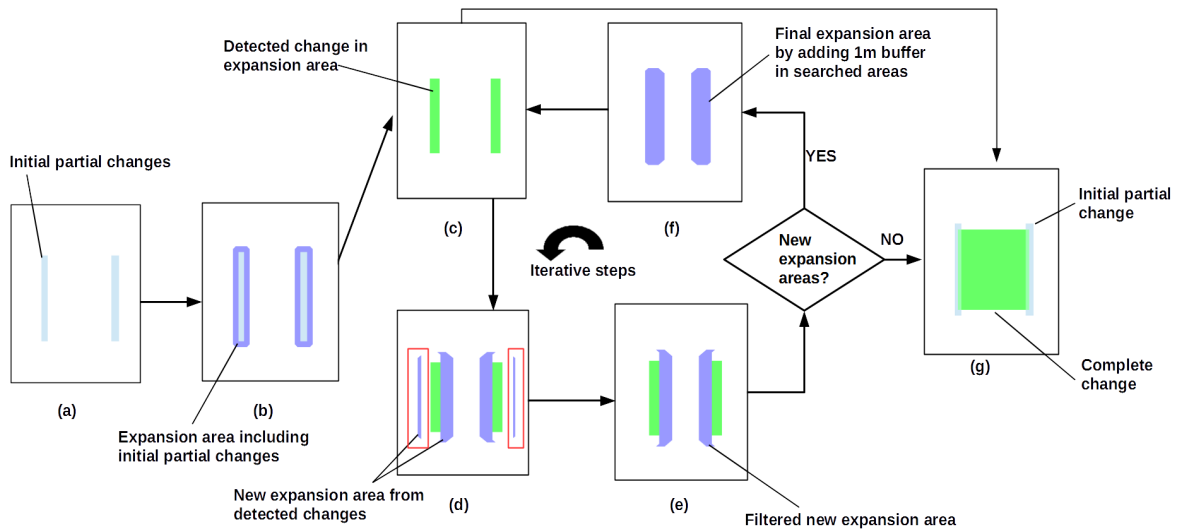 Detected change in
expansion area
Final expansion area
by adding 1m buffer
in searched areas
Initial partial changes
YES
(c)
(f)
Initial partial
change
New
expansion
areas?
NO
Iterative steps
(a)
(b)
(g)
Complete
change
Expansion area including
initial partial changes
New expansion area from
detected changes
(d)
(e)
Filtered new expansion area